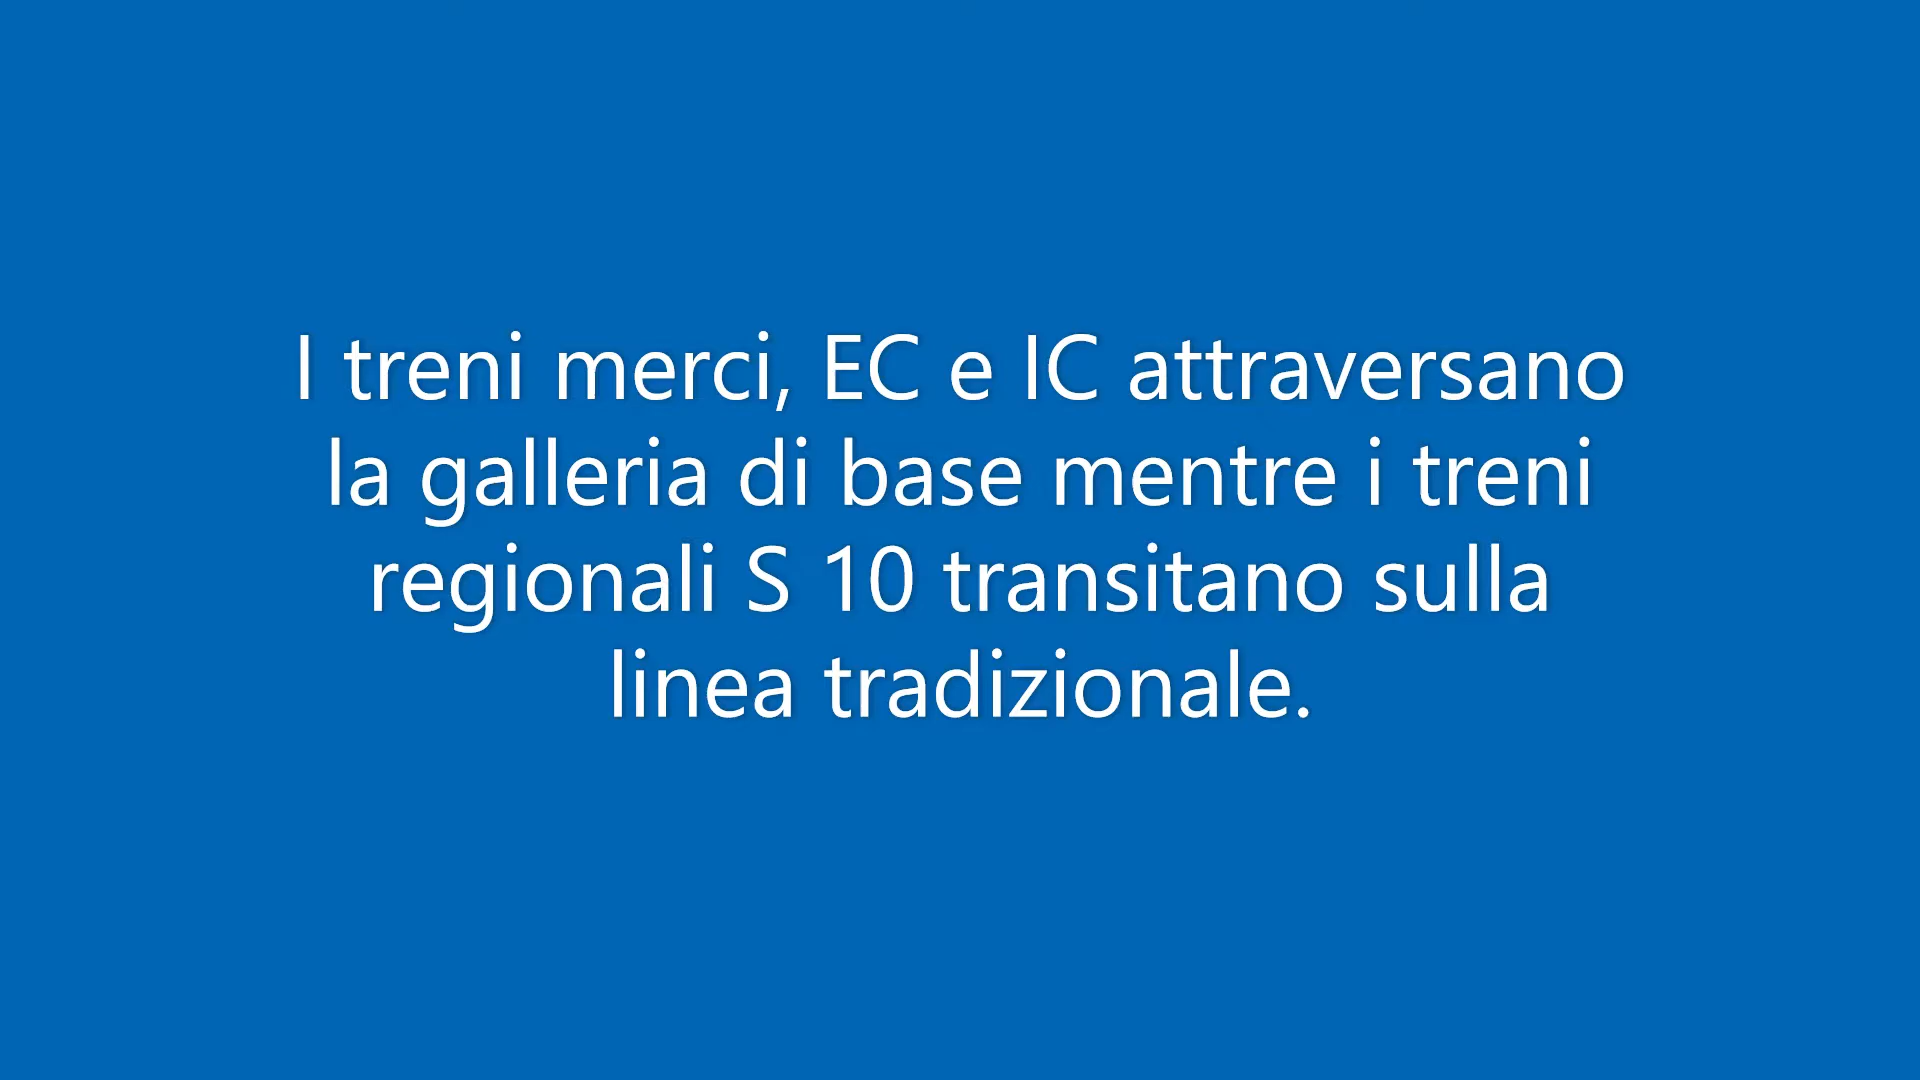 I treni merci, EC e IC attraversano
la galleria di base mentre i treni
regionali S 10 transitano sulla
linea tradizionale.